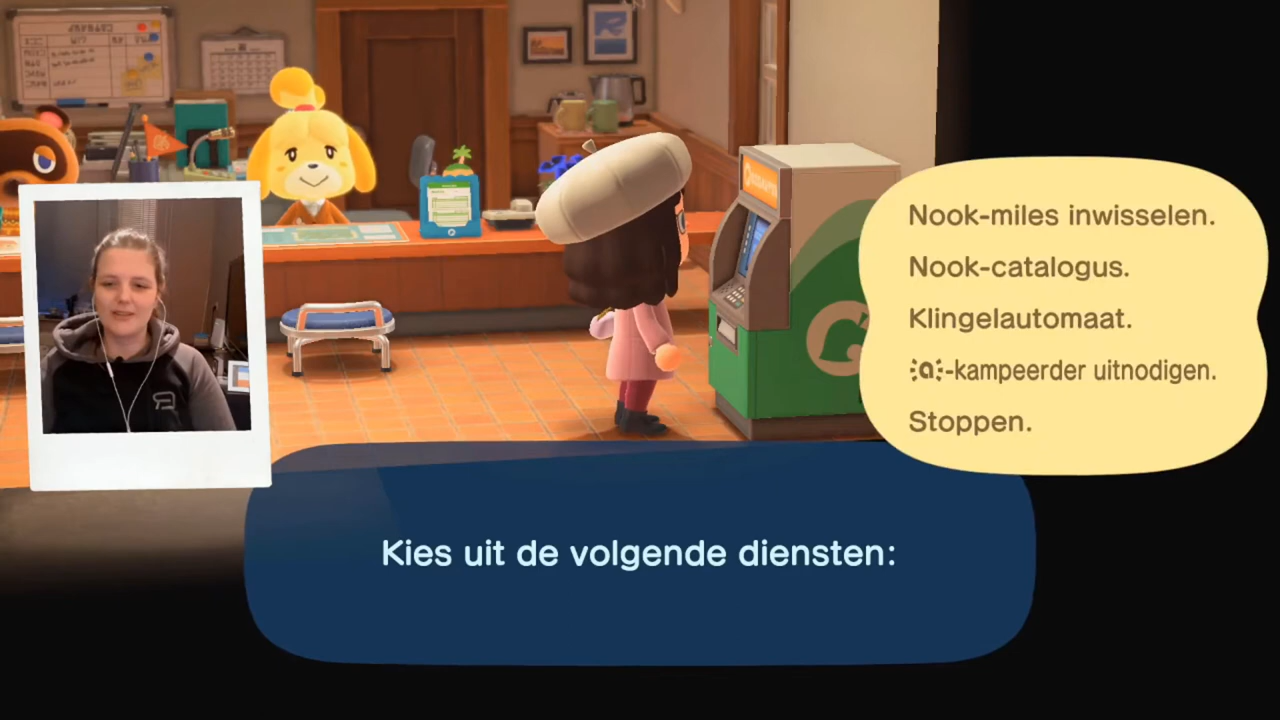 Nook-miles inwisselen.
Nook-catalogus.
Klingelautomaat.
a-kampeerder uitnodigen.
Stoppen.
Kies uit de volgende diensten: